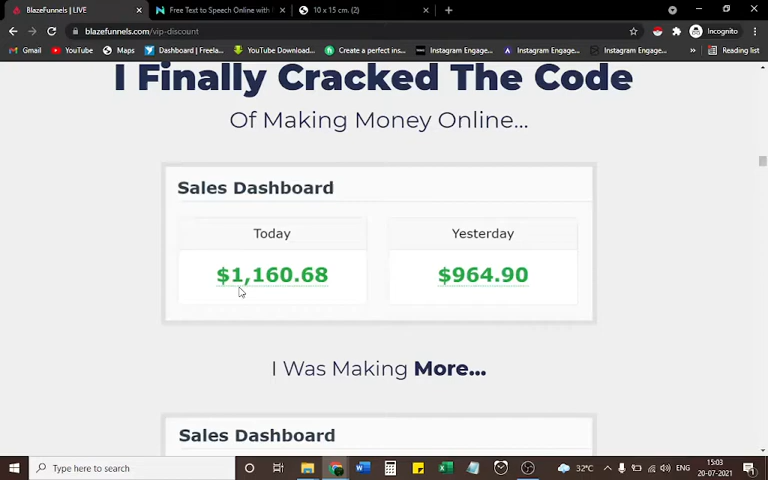 BlazeFunnels | LIVE
Free Text to Speech Online with
10 x 15 cm. (2)
blazefunnels.com/vip-discount
Incognito
Gmail
YouTube
Maps
Dashboard | Freela...
YouTube Download...
Create a perfect ins...
Instagram Engage...
Instagram Engage...
Instagram Engage...
Reading list
I Finally Cracked The Code
Of Making Money Online...
Sales Dashboard
Today
Yesterday
$1,160.68
$964.90
I Was Making More...
Sales Dashboard
Type here to search
32°C
ENG
15:03
20-07-2021